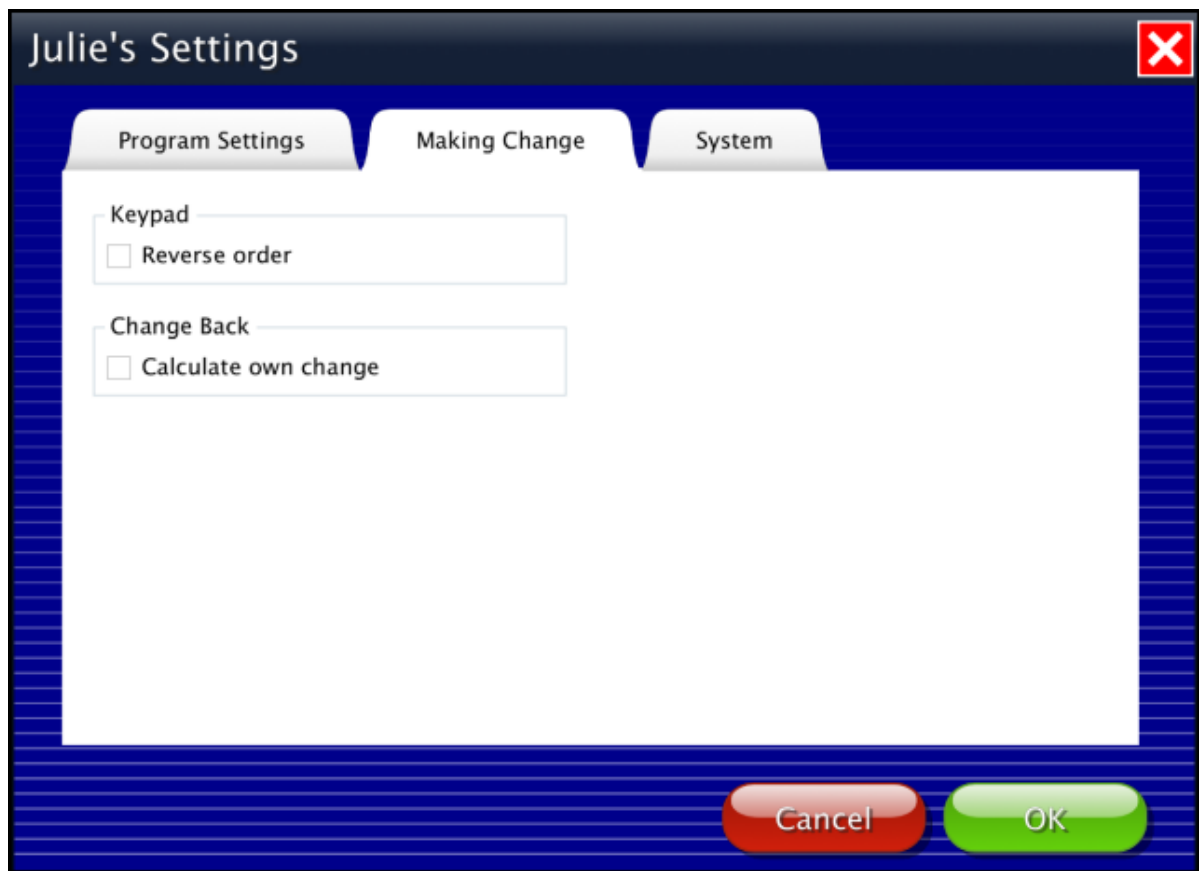 Julie's Settings
Program Settings
Making Change
System
Keypad
Reverse order
Change Back
Calculate own change
Cancel
OK